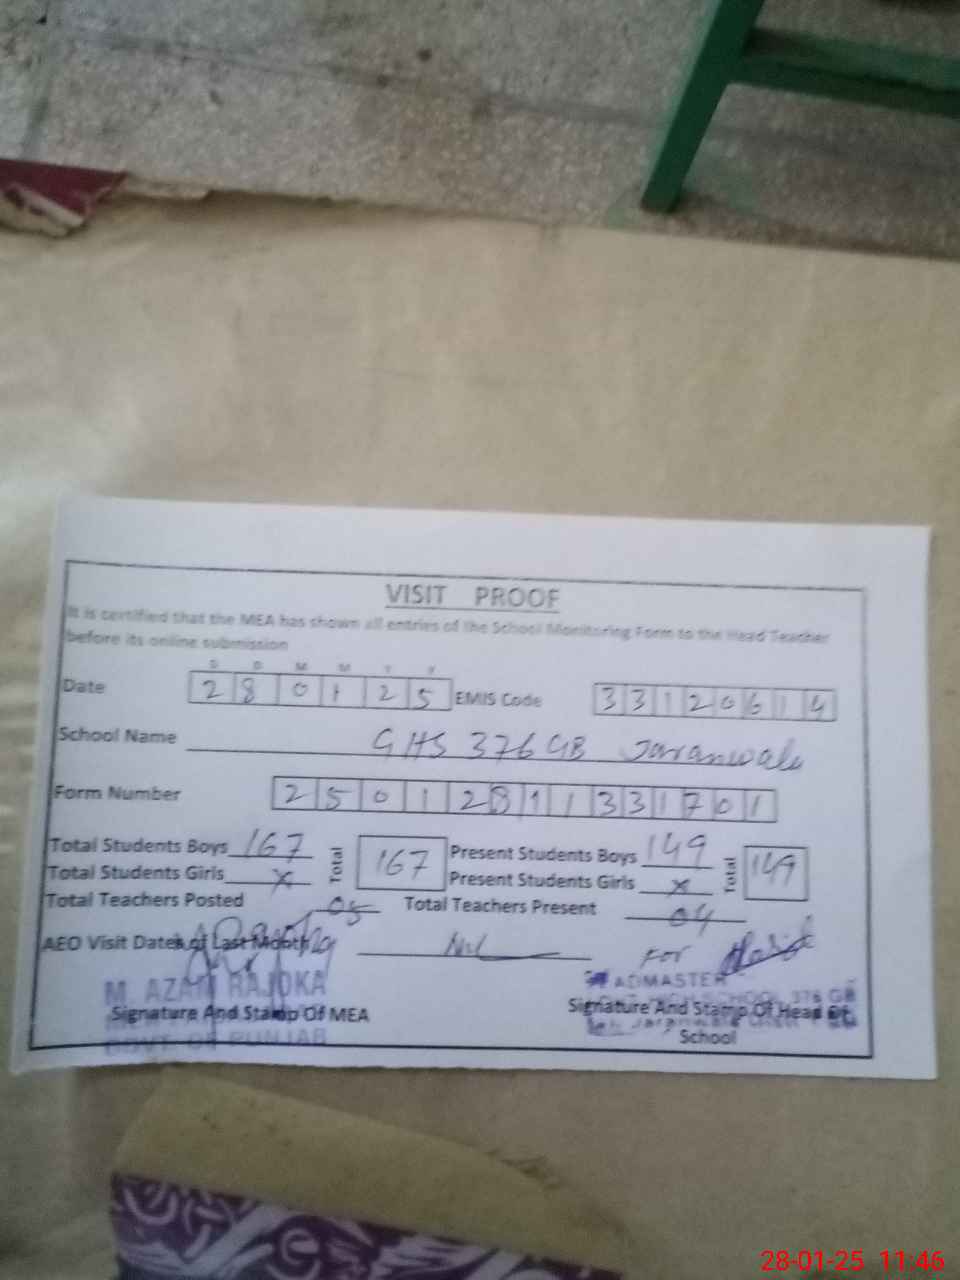 VISIT PROOF
It is certified that the MEA has shown all entries of the School Monitoring Form to the Head Teacher
before its online submission
D D M M Y Y
Date 2 8 0 1 2 5 EMIS Code 3 3 1 2 0 6 1 4
School Name GHS 376 GB Jaranwala
Form Number 2 5 0 1 2 8 1 1 3 3 1 7 0 1
Total Students Boys 167 Total 167 Present Students Boys 149 Total 149
Total Students Girls x Present Students Girls x
Total Teachers Posted 05 Total Teachers Present 04
AEO Visit Dates of Last Month Nil For
M. AZAM RAJOKA ADMASTER
Signature And Stamp Of MEA Signature And Stamp Of Head of
GOVT. OF PUNJAB School
28-01-25 11:46